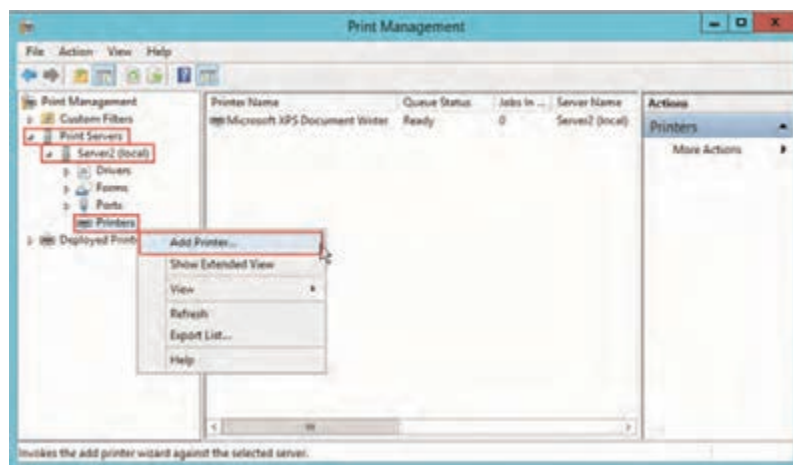 Print Management
File Action View Help
Print Management
Custom Filters
Print Servers
Server2 (local)
Drivers
Forms
Ports
Printers
Deployed Print
Printer Name Queue Status Jobs In ... Server Name
Microsoft XPS Document Writer Ready 0 Server2 (local)
Add Printer...
Show Extended View
View
Refresh
Export List...
Help
Actions
Printers
More Actions
Invokes the add printer wizard against the selected server.